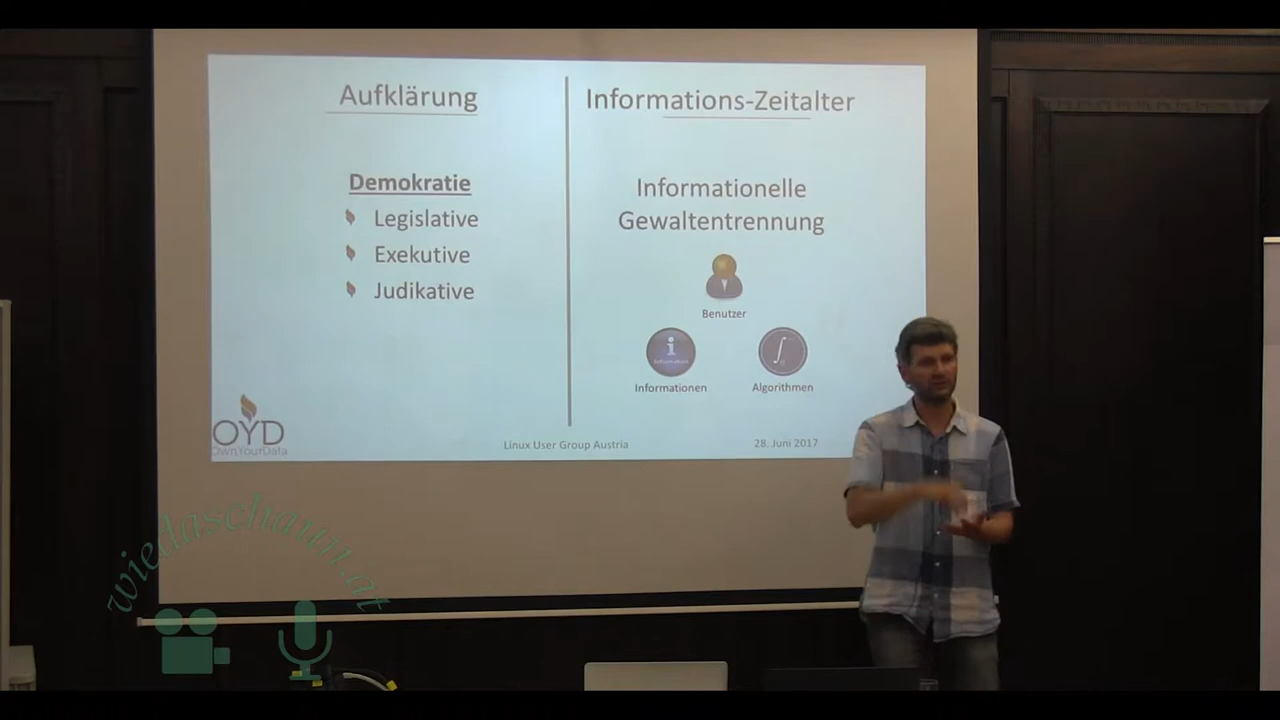 Aufklärung
Demokratie
Legislative
Exekutive
Judikative
Informations-Zeitalter
Informationelle
Gewaltentrennung
Benutzer
i
Informationen
Algorithmen
OYD
OwnYourData
Linux User Group Austria
28. Juni 2017
wiedaschaun.at